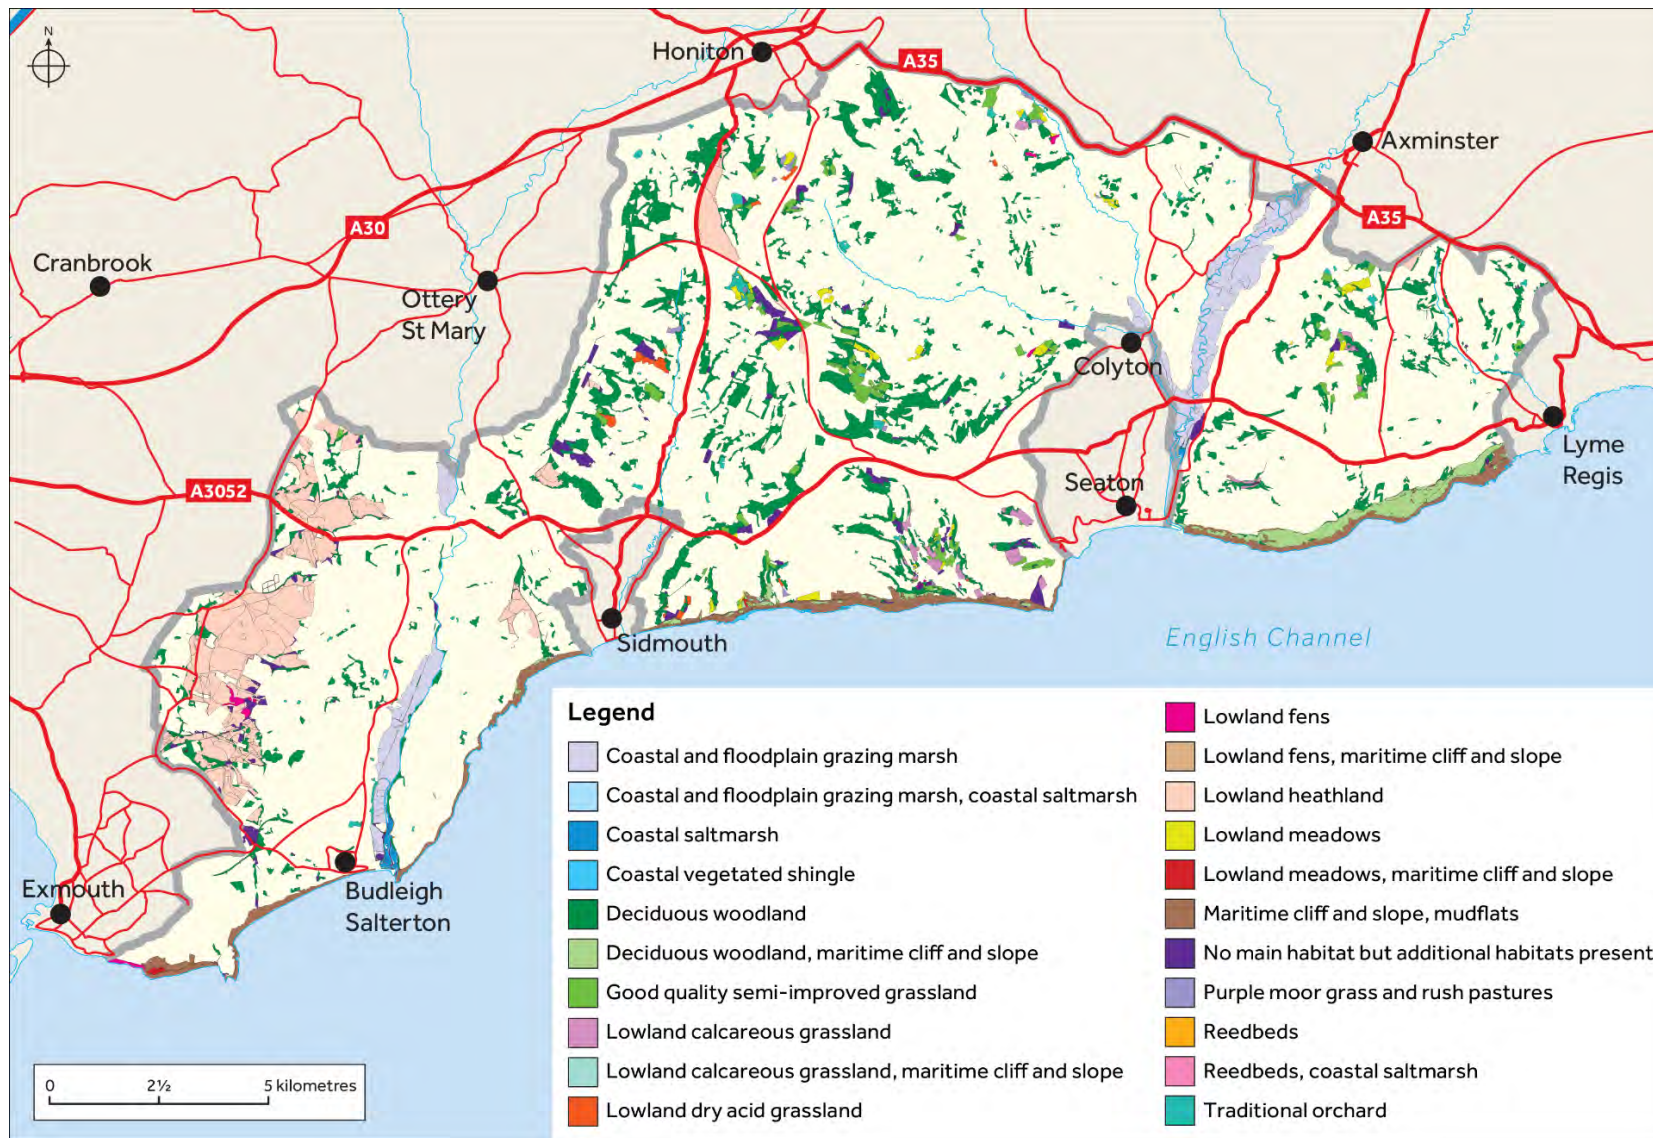 N
Honiton
A35
Axminster
A30
A35
Cranbrook
Ottery
St Mary
Colyton
A3052
Seaton
Lyme
Regis
Sidmouth
English Channel
Exmouth
Budleigh
Salterton
0 2½ 5 kilometres
Legend
Coastal and floodplain grazing marsh
Coastal and floodplain grazing marsh, coastal saltmarsh
Coastal saltmarsh
Coastal vegetated shingle
Deciduous woodland
Deciduous woodland, maritime cliff and slope
Good quality semi-improved grassland
Lowland calcareous grassland
Lowland calcareous grassland, maritime cliff and slope
Lowland dry acid grassland
Lowland fens
Lowland fens, maritime cliff and slope
Lowland heathland
Lowland meadows
Lowland meadows, maritime cliff and slope
Maritime cliff and slope, mudflats
No main habitat but additional habitats present
Purple moor grass and rush pastures
Reedbeds
Reedbeds, coastal saltmarsh
Traditional orchard